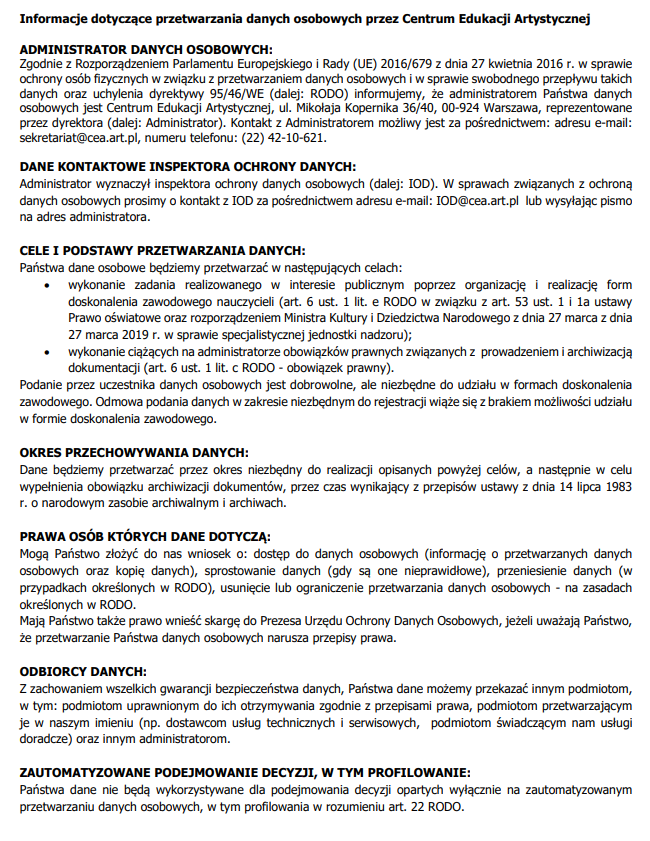 Informacje dotyczące przetwarzania danych osobowych przez Centrum Edukacji Artystycznej
ADMINISTRATOR DANYCH OSOBOWYCH:
Zgodnie z Rozporządzeniem Parlamentu Europejskiego i Rady (UE) 2016/679 z dnia 27 kwietnia 2016 r. w sprawie
ochrony osób fizycznych w związku z przetwarzaniem danych osobowych i w sprawie swobodnego przepływu takich
danych oraz uchylenia dyrektywy 95/46/WE (dalej: RODO) informujemy, że administratorem Państwa danych
osobowych jest Centrum Edukacji Artystycznej, ul. Mikołaja Kopernika 36/40, 00-924 Warszawa, reprezentowane
przez dyrektora (dalej: Administrator). Kontakt z Administratorem możliwy jest za pośrednictwem: adresu e-mail:
sekretariat@cea.art.pl, numeru telefonu: (22) 42-10-621.
DANE KONTAKTOWE INSPEKTORA OCHRONY DANYCH:
Administrator wyznaczył inspektora ochrony danych osobowych (dalej: IOD). W sprawach związanych z ochroną
danych osobowych prosimy o kontakt z IOD za pośrednictwem adresu e-mail: IOD@cea.art.pl lub wysyłając pismo
na adres administratora.
CELE I PODSTAWY PRZETWARZANIA DANYCH:
Państwa dane osobowe będziemy przetwarzać w następujących celach:
• wykonanie zadania realizowanego w interesie publicznym poprzez organizację i realizację form
doskonalenia zawodowego nauczycieli (art. 6 ust. 1 lit. e RODO w związku z art. 53 ust. 1 i 1a ustawy
Prawo oświatowe oraz rozporządzeniem Ministra Kultury i Dziedzictwa Narodowego z dnia 27 marca z dnia
27 marca 2019 r. w sprawie specjalistycznej jednostki nadzoru);
• wykonanie ciążących na administratorze obowiązków prawnych związanych z prowadzeniem i archiwizacją
dokumentacji (art. 6 ust. 1 lit. c RODO - obowiązek prawny).
Podanie przez uczestnika danych osobowych jest dobrowolne, ale niezbędne do udziału w formach doskonalenia
zawodowego. Odmowa podania danych w zakresie niezbędnym do rejestracji wiąże się z brakiem możliwości udziału
w formie doskonalenia zawodowego.
OKRES PRZECHOWYWANIA DANYCH:
Dane będziemy przetwarzać przez okres niezbędny do realizacji opisanych powyżej celów, a następnie w celu
wypełnienia obowiązku archiwizacji dokumentów, przez czas wynikający z przepisów ustawy z dnia 14 lipca 1983
r. o narodowym zasobie archiwalnym i archiwach.
PRAWA OSÓB KTÓRYCH DANE DOTYCZĄ:
Mogą Państwo złożyć do nas wniosek o: dostęp do danych osobowych (informację o przetwarzanych danych
osobowych oraz kopię danych), sprostowanie danych (gdy są one nieprawidłowe), przeniesienie danych (w
przypadkach określonych w RODO), usunięcie lub ograniczenie przetwarzania danych osobowych - na zasadach
określonych w RODO.
Mają Państwo także prawo wnieść skargę do Prezesa Urzędu Ochrony Danych Osobowych, jeżeli uważają Państwo,
że przetwarzanie Państwa danych osobowych narusza przepisy prawa.
ODBIORCY DANYCH:
Z zachowaniem wszelkich gwarancji bezpieczeństwa danych, Państwa dane możemy przekazać innym podmiotom,
w tym: podmiotom uprawnionym do ich otrzymywania zgodnie z przepisami prawa, podmiotom przetwarzającym
je w naszym imieniu (np. dostawcom usług technicznych i serwisowych, podmiotom świadczącym nam usługi
doradcze) oraz innym administratorom.
ZAUTOMATYZOWANE PODEJMOWANIE DECYZJI, W TYM PROFILOWANIE:
Państwa dane nie będą wykorzystywane dla podejmowania decyzji opartych wyłącznie na zautomatyzowanym
przetwarzaniu danych osobowych, w tym profilowania w rozumieniu art. 22 RODO.